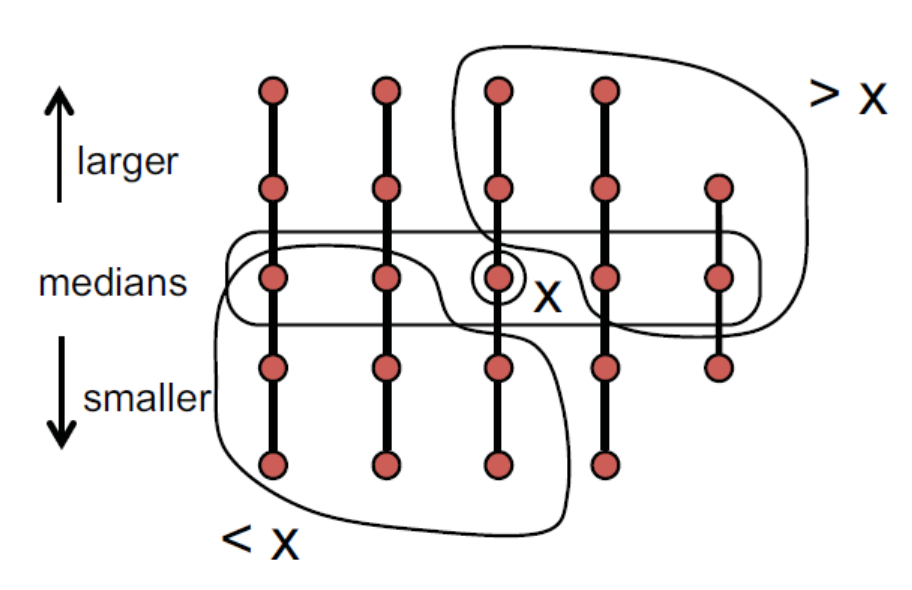 > x
larger
medians
x
smaller
< x